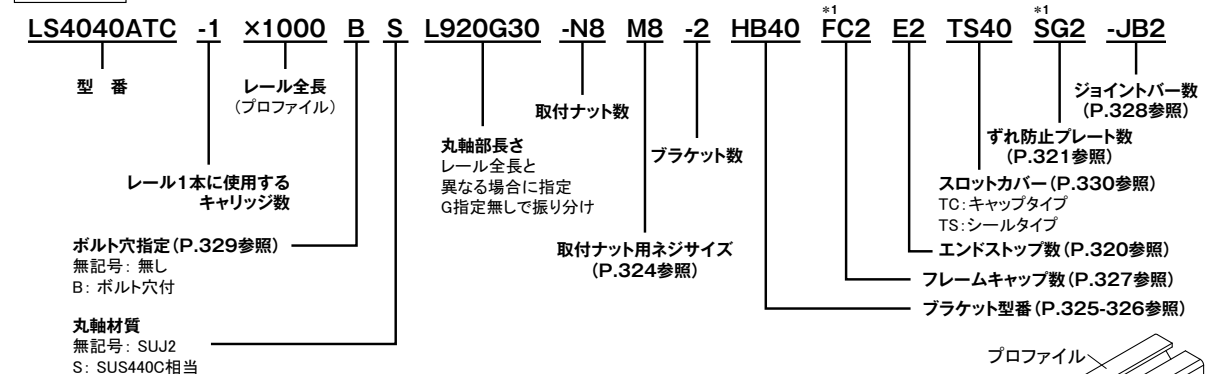 LS4040ATC -1 ×1000 B S L920G30 -N8 M8 -2 HB40 *1FC2 E2 TS40 *1SG2 -JB2
型 番
レール全長
(プロファイル)
レール1本に使用する
キャリッジ数
ボルト穴指定(P.329参照)
無記号: 無し
B: ボルト穴付
丸軸材質
無記号: SUJ2
S: SUS440C相当
丸軸部長さ
レール全長と
異なる場合に指定
G指定無しで振り分け
取付ナット数
取付ナット用ネジサイズ
(P.324参照)
ブラケット数
ジョイントバー数
(P.328参照)
ずれ防止プレート数
(P.321参照)
スロットカバー(P.330参照)
TC:キャップタイプ
TS:シールタイプ
エンドストップ数(P.320参照)
フレームキャップ数(P.327参照)
ブラケット型番(P.325-326参照)
プロファイル